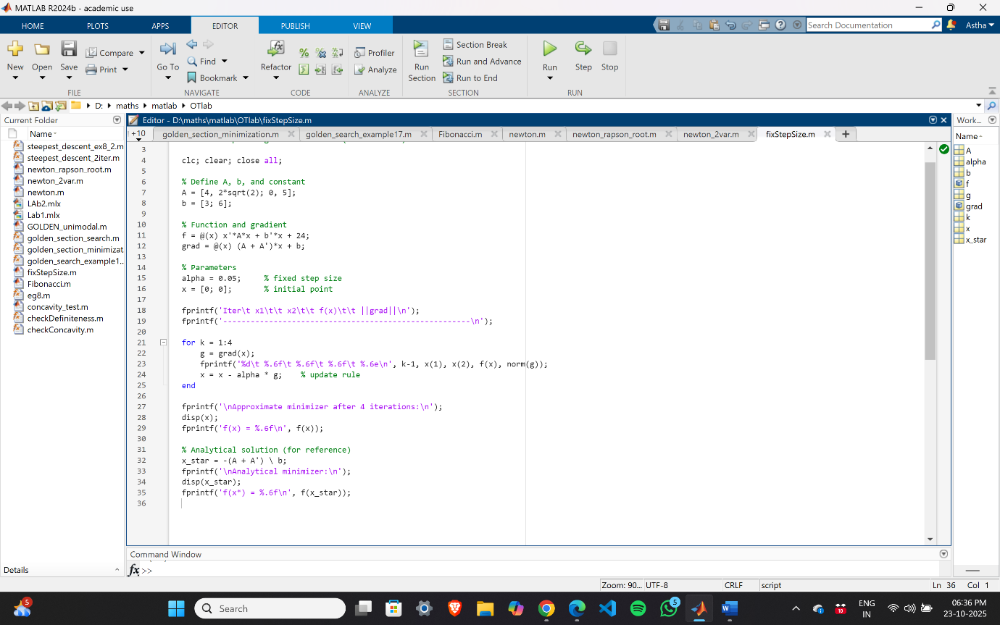 MATLAB R2024b - academic use
HOME PLOTS APPS EDITOR PUBLISH VIEW Search Documentation Astha
New Open Save Compare Print Go To Find Bookmark Refactor Profiler Analyze Run Section Section Break Run and Advance Run to End Run Step Stop
FILE NAVIGATE CODE ANALYZE SECTION RUN
D: maths matlab OTlab
Current Folder
Name
steepest_descent_ex8_2.m
steepest_descent_2iter.m
newton_rapson_root.m
newton_2var.m
newton.m
LAb2.mlx
Lab1.mlx
GOLDEN_unimodal.m
golden_section_search.m
golden_section_minimizat
golden_search_example1...
fixStepSize.m
Fibonacci.m
eg8.m
concavity_test.m
checkDefiniteness.m
checkConcavity.m
Details
Editor - D:\maths\matlab\OTlab\fixStepSize.m
+10 golden_section_minimization.m golden_search_example17.m Fibonacci.m newton.m newton_rapson_root.m newton_2var.m fixStepSize.m
3
4 clc; clear; close all;
5
6 % Define A, b, and constant
7 A = [4, 2*sqrt(2); 0, 5];
8 b = [3; 6];
9
10 % Function and gradient
11 f = @(x) x'*A*x + b'*x + 24;
12 grad = @(x) (A + A')*x + b;
13
14 % Parameters
15 alpha = 0.05; % fixed step size
16 x = [0; 0]; % initial point
17
18 fprintf('Iter\t x1\t\t x2\t\t f(x)\t\t ||grad||\n');
19 fprintf('------------------------------------------------------\n');
20
21 for k = 1:4
22 g = grad(x);
23 fprintf('%d\t %.6f\t %.6f\t %.6f\t %.6e\n', k-1, x(1), x(2), f(x), norm(g));
24 x = x - alpha * g; % update rule
25 end
26
27 fprintf('\nApproximate minimizer after 4 iterations:\n');
28 disp(x);
29 fprintf('f(x) = %.6f\n', f(x));
30
31 % Analytical solution (for reference)
32 x_star = -(A + A') \ b;
33 fprintf('\nAnalytical minimizer:\n');
34 disp(x_star);
35 fprintf('f(x*) = %.6f\n', f(x_star));
36
Command Window
fx >>
Work...
Name
A
alpha
b
f
g
grad
k
x
x_star
Zoom: 90... UTF-8 CRLF script Ln 36 Col 1
5 Search 5 10 ENG IN 06:36 PM 23-10-2025